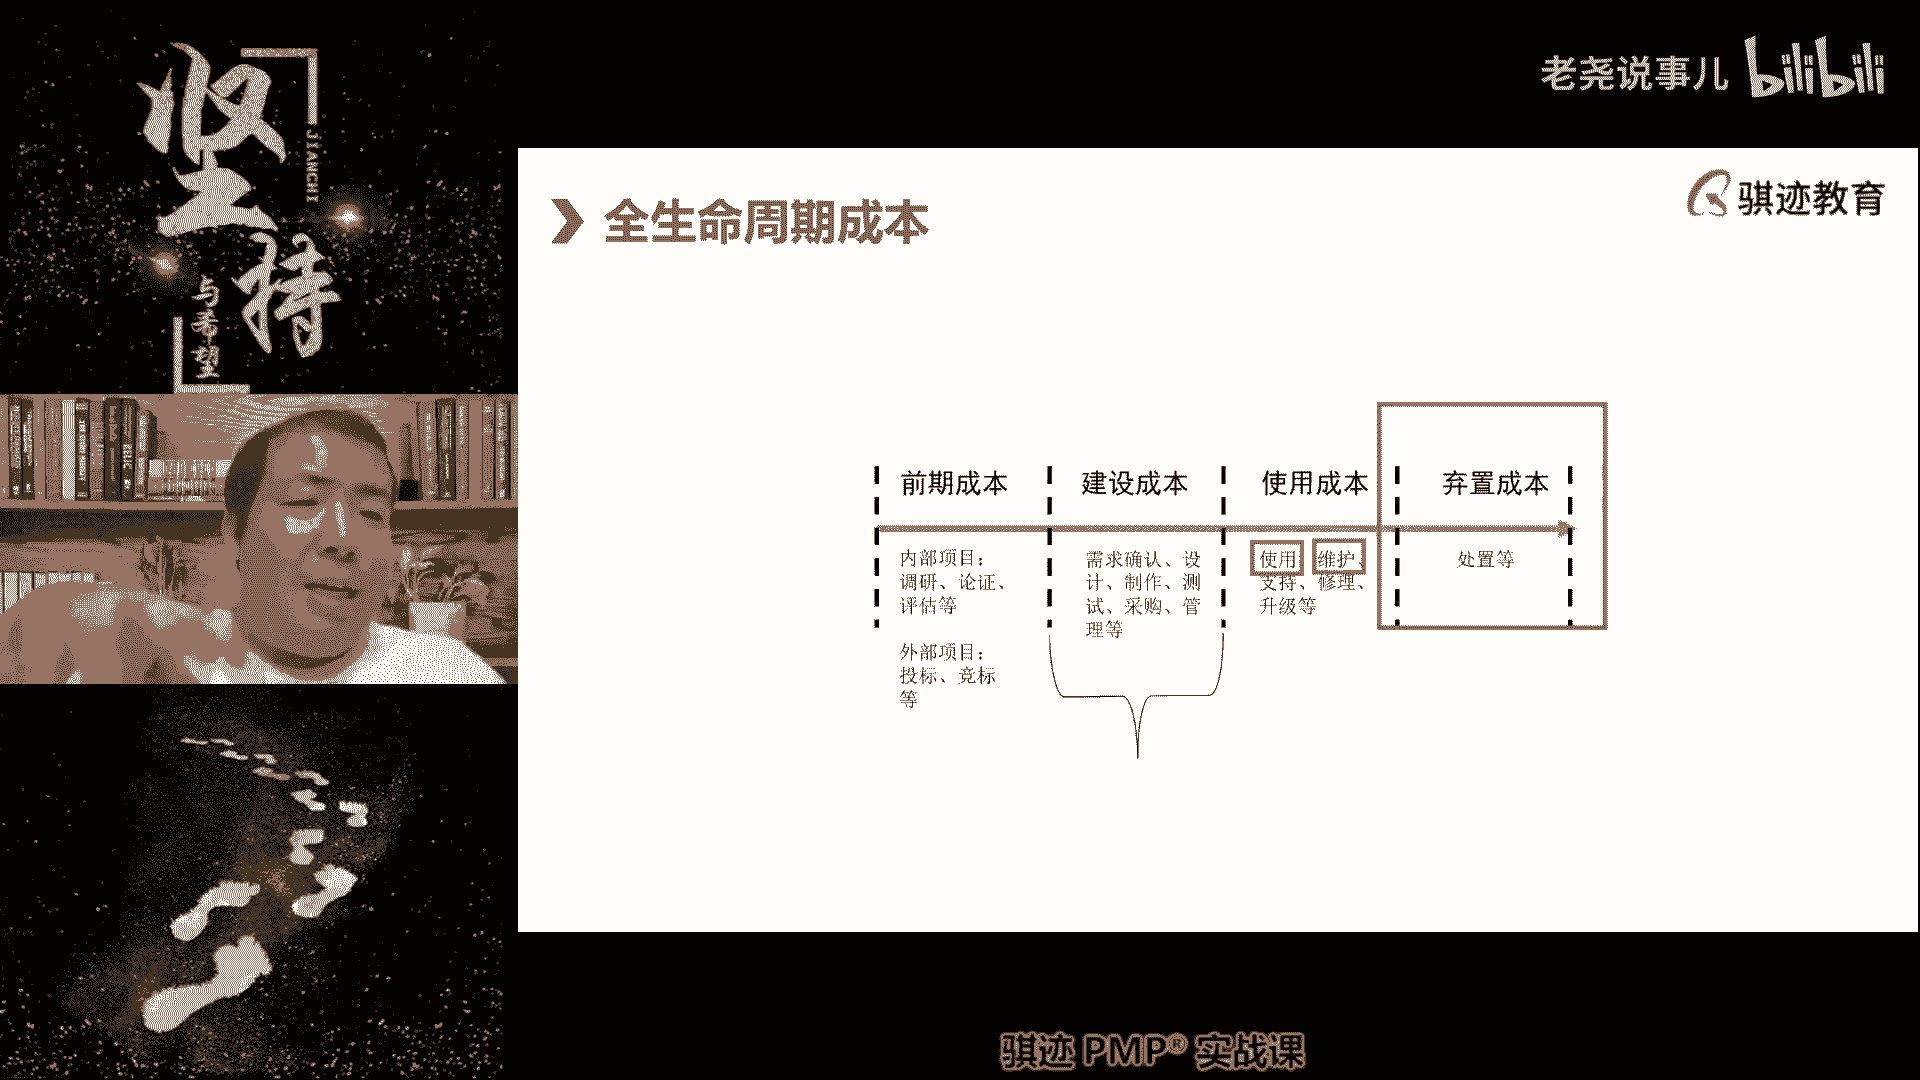 坚
持
JIANCHI
与
希
望
老尧说事儿 bilibili
骐迹教育
全生命周期成本
前期成本
内部项目：
调研、论证、
评估等
外部项目：
投标、竞标
等
建设成本
需求确认、设
计、制作、测
试、采购、管
理等
使用成本
使用、维护、
支持、修理、
升级等
弃置成本
处置等
骐迹 PMP® 实战课